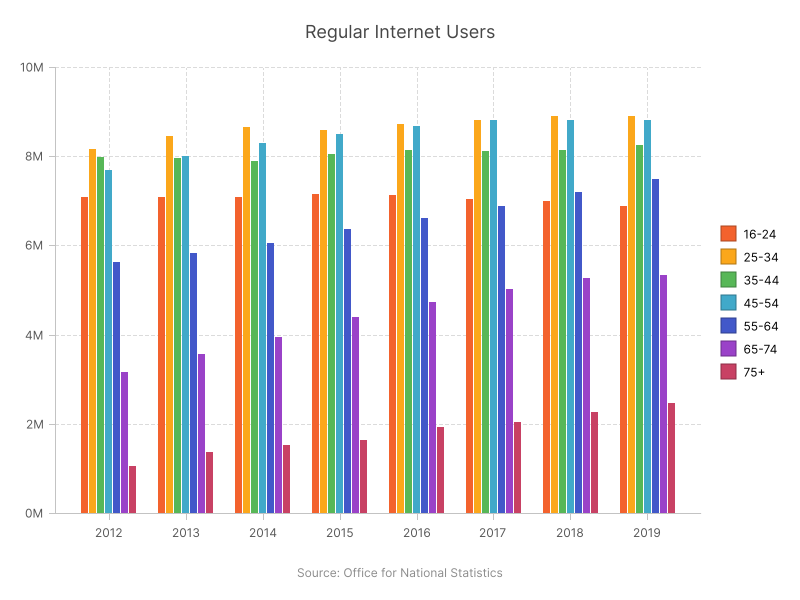 Regular Internet Users
10M
8M
6M
4M
2M
0M
2012 2013 2014 2015 2016 2017 2018 2019
16-24
25-34
35-44
45-54
55-64
65-74
75+
Source: Office for National Statistics